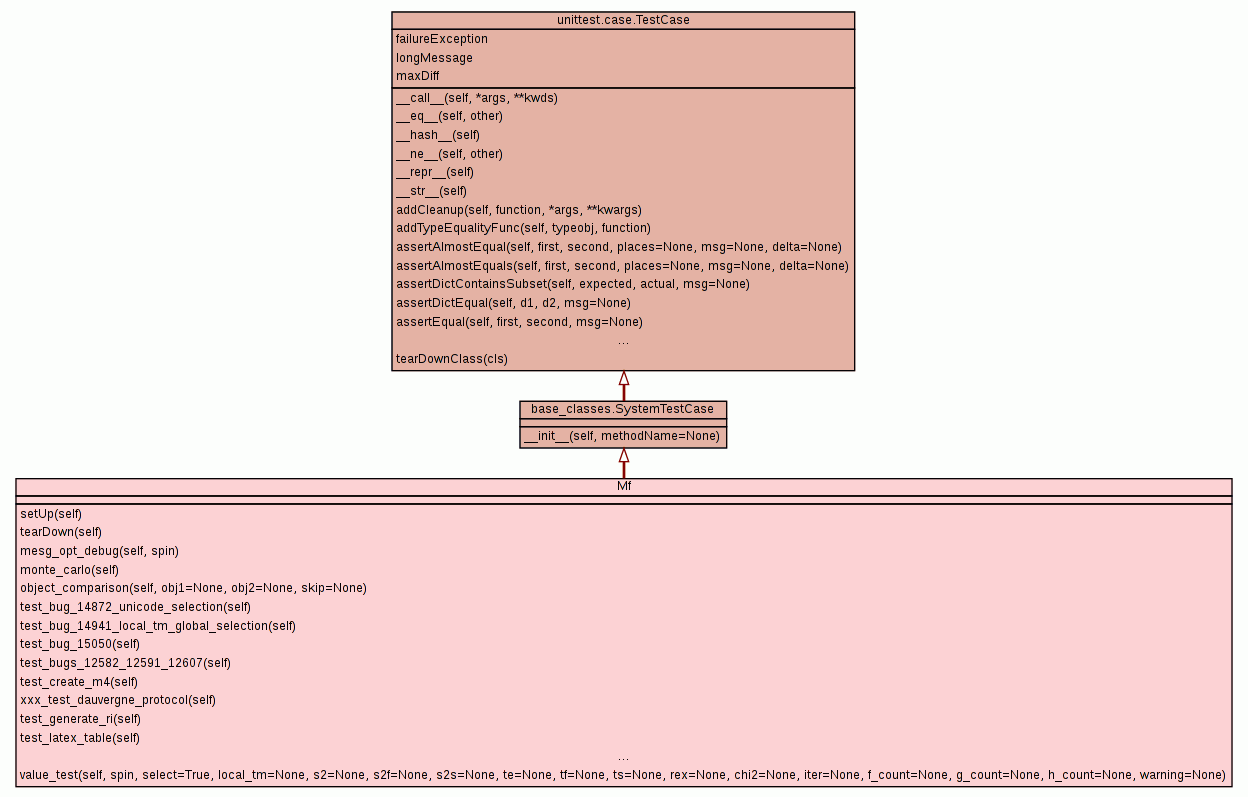 unittest.case.TestCase
failureException
longMessage
maxDiff
__call__(self, *args, **kwds)
__eq__(self, other)
__hash__(self)
__ne__(self, other)
__repr__(self)
__str__(self)
addCleanup(self, function, *args, **kwargs)
addTypeEqualityFunc(self, typeobj, function)
assertAlmostEqual(self, first, second, places=None, msg=None, delta=None)
assertAlmostEquals(self, first, second, places=None, msg=None, delta=None)
assertDictContainsSubset(self, expected, actual, msg=None)
assertDictEqual(self, d1, d2, msg=None)
assertEqual(self, first, second, msg=None)
...
tearDownClass(cls)
base_classes.SystemTestCase
__init__(self, methodName=None)
Mf
setUp(self)
tearDown(self)
mesg_opt_debug(self, spin)
monte_carlo(self)
object_comparison(self, obj1=None, obj2=None, skip=None)
test_bug_14872_unicode_selection(self)
test_bug_14941_local_tm_global_selection(self)
test_bug_15050(self)
test_bugs_12582_12591_12607(self)
test_create_m4(self)
xxx_test_dauvergne_protocol(self)
test_generate_ri(self)
test_latex_table(self)
...
value_test(self, spin, select=True, local_tm=None, s2=None, s2f=None, s2s=None, te=None, tf=None, ts=None, rex=None, chi2=None, iter=None, f_count=None, g_count=None, h_count=None, warning=None)